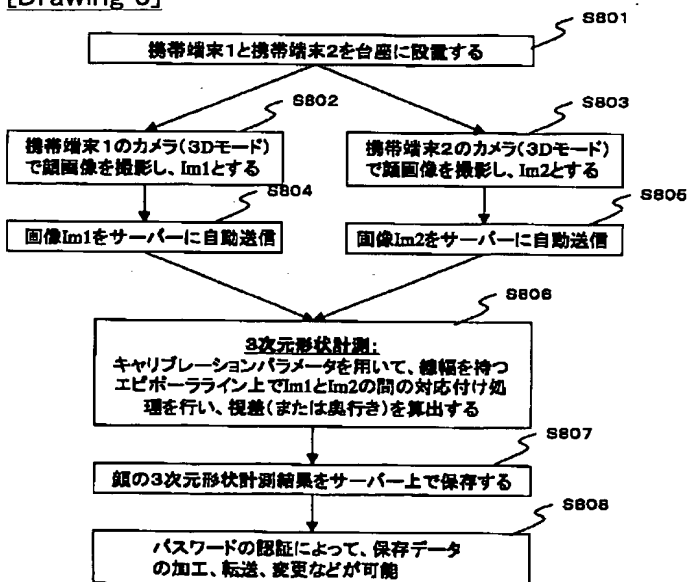 S801
携帯端末1と携帯端末2を台座に設置する
S802
S803
携帯端末1のカメラ(3Dモード)
で顔画像を撮影し、Im1とする
携帯端末2のカメラ(3Dモード)
で顔画像を撮影し、Im2とする
S804
S805
画像Im1をサーバーに自動送信
画像Im2をサーバーに自動送信
S806
3次元形状計測:
キャリブレーションパラメータを用いて、線幅を持つ
エピポーラライン上でIm1とIm2の間の対応付け処
理を行い、視差(または奥行き)を算出する
S807
顔の3次元形状計測結果をサーバー上で保存する
S808
パスワードの認証によって、保存データ
の加工、転送、変更などが可能